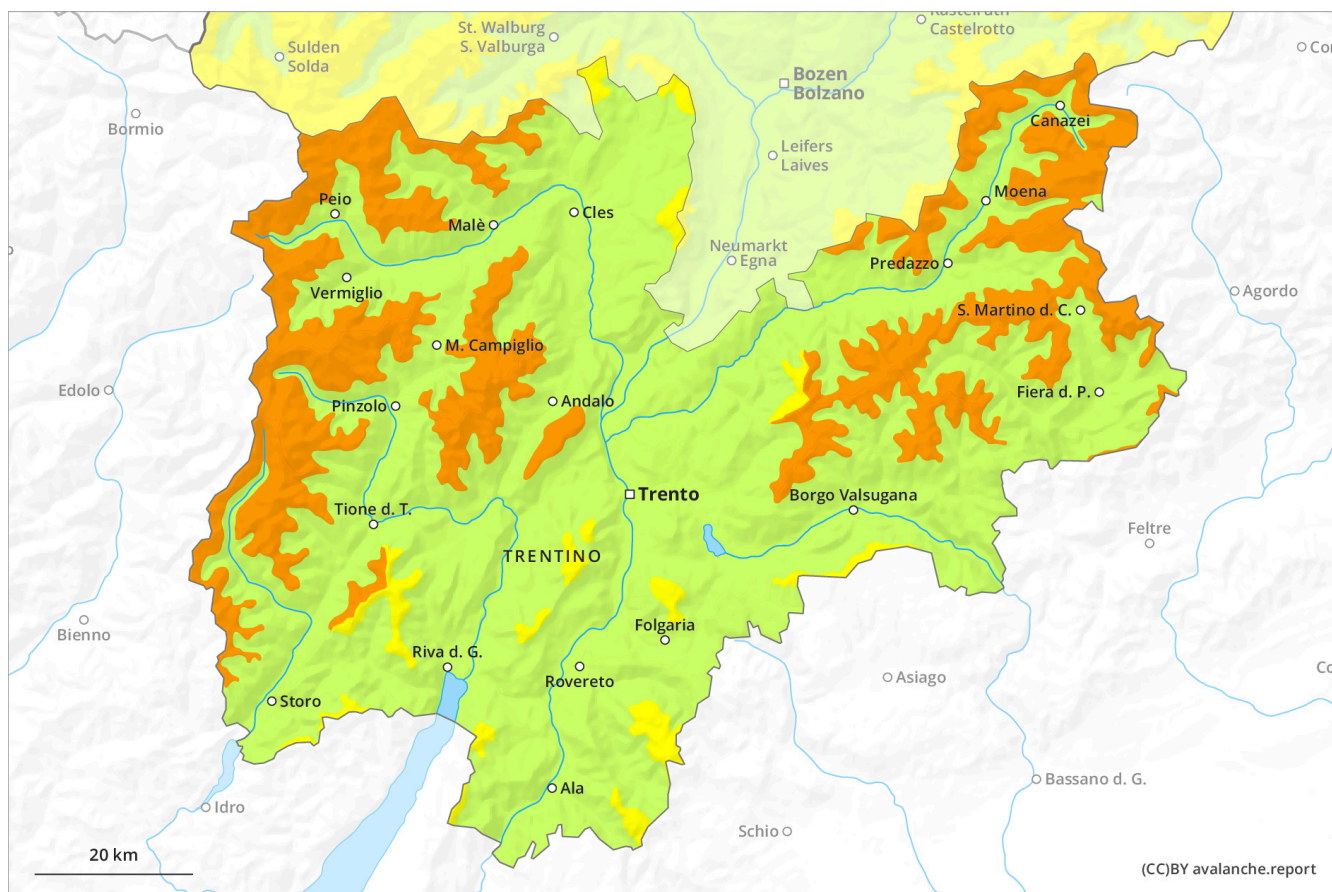 Kastelruth
Castelrotto
St. Walburg
S. Valburga
Sulden
Solda
Bozen
Bolzano
Bormio
Canazei
Leifers
Laives
Moena
Peio
Malè
Cles
Neumarkt
Egna
Predazzo
Vermiglio
Agordo
S. Martino d. C.
M. Campiglio
Edolo
Fiera d. P.
Pinzolo
Andalo
Trento
Borgo Valsugana
Tione d. T.
Feltre
TRENTINO
Bienno
Folgaria
Riva d. G.
Rovereto
Asiago
Storo
Bassano d. G.
Ala
Idro
Schio
20 km
(CC)BY avalanche.report